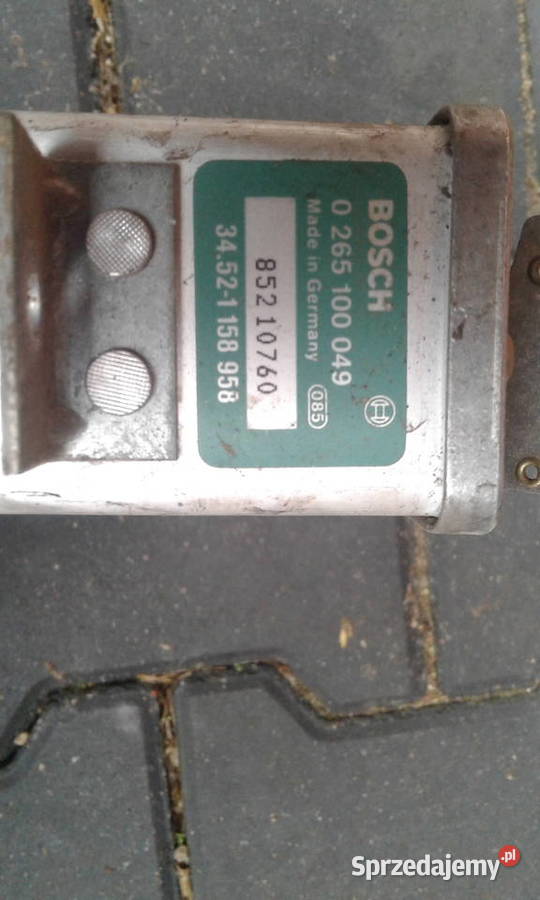 BOSCH
0 265 100 049
Made in Germany
085
85210760
34.52-1 158 958
Sprzedajemy.pl